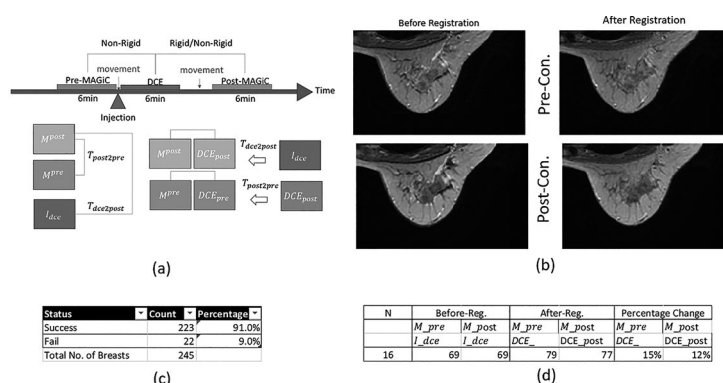 Non-Rigid
Rigid/Non-Rigid
movement
movement
Pre-MAGiC
DCE
Post-MAGiC
Time
6min
6min
6min
Injection
M^post
T_post2pre
M^pre
T_dce2post
I_dce
M^post
DCE_post
T_dce2post
I_dce
M^pre
DCE_pre
T_post2pre
DCE_post
(a)
Before Registration
After Registration
Pre-Con.
Post-Con.
(b)
Status Count Percentage
Success 223 91.0%
Fail 22 9.0%
Total No. of Breasts 245
(c)
N Before-Reg. After-Reg. Percentage Change
M_pre M_post M_pre M_post M_pre M_post
I_dce I_dce DCE_ DCE_post DCE_ DCE_post
16 69 69 79 77 15% 12%
(d)